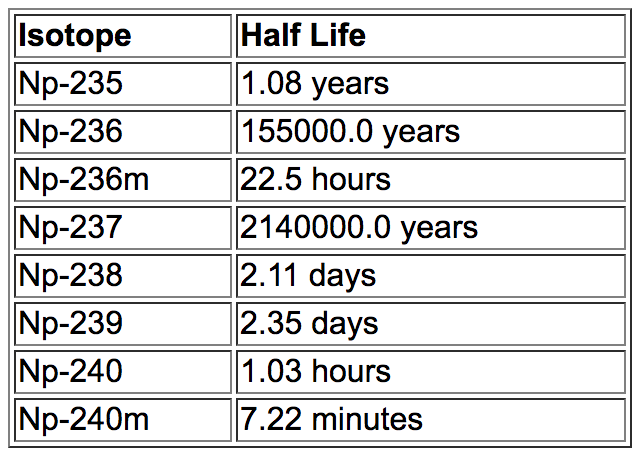 Isotope Half Life
Np-235 1.08 years
Np-236 155000.0 years
Np-236m 22.5 hours
Np-237 2140000.0 years
Np-238 2.11 days
Np-239 2.35 days
Np-240 1.03 hours
Np-240m 7.22 minutes